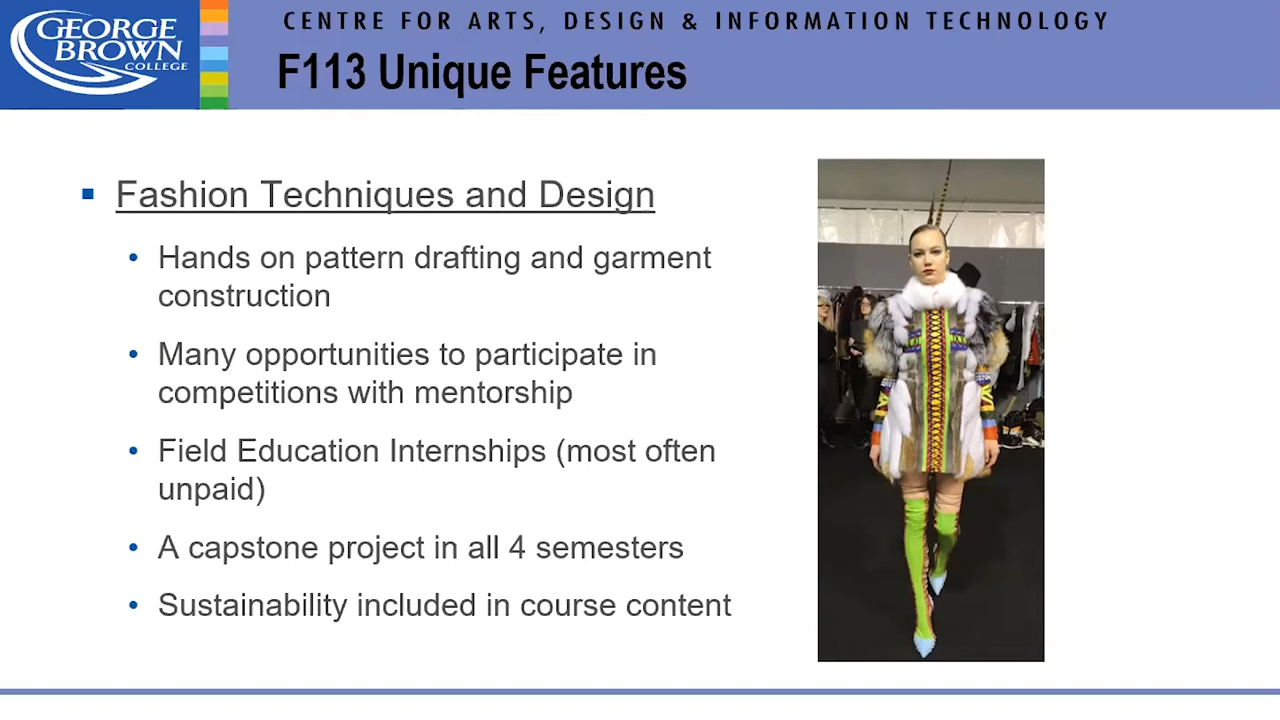 GEORGE
BROWN
COLLEGE
CENTRE FOR ARTS, DESIGN & INFORMATION TECHNOLOGY
F113 Unique Features
Fashion Techniques and Design
Hands on pattern drafting and garment
construction
Many opportunities to participate in
competitions with mentorship
Field Education Internships (most often
unpaid)
A capstone project in all 4 semesters
Sustainability included in course content